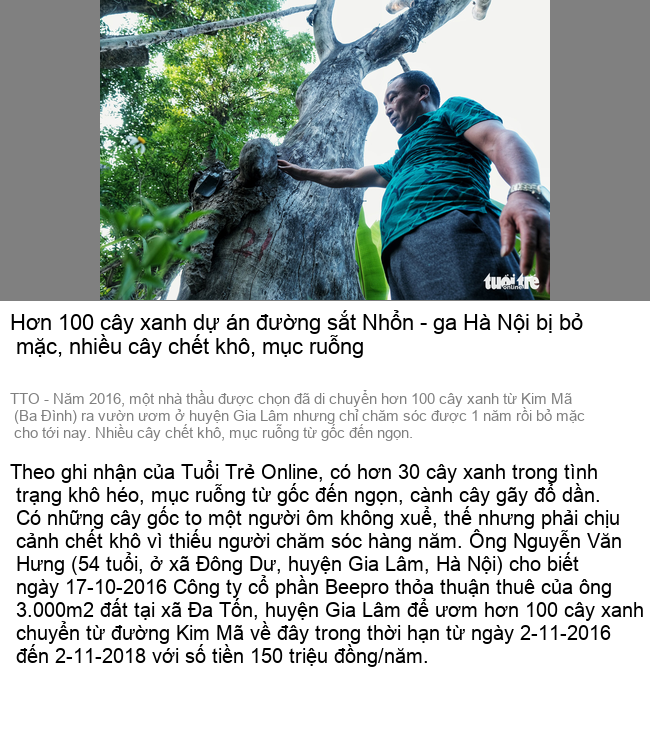 21
tuổi trẻ
online
Hơn 100 cây xanh dự án đường sắt Nhổn - ga Hà Nội bị bỏ
mặc, nhiều cây chết khô, mục ruỗng
TTO - Năm 2016, một nhà thầu được chọn đã di chuyển hơn 100 cây xanh từ Kim Mã
(Ba Đình) ra vườn ươm ở huyện Gia Lâm nhưng chỉ chăm sóc được 1 năm rồi bỏ mặc
cho tới nay. Nhiều cây chết khô, mục ruỗng từ gốc đến ngọn.
Theo ghi nhận của Tuổi Trẻ Online, có hơn 30 cây xanh trong tình
trạng khô héo, mục ruỗng từ gốc đến ngọn, cành cây gãy đổ dần.
Có những cây gốc to một người ôm không xuể, thế nhưng phải chịu
cảnh chết khô vì thiếu người chăm sóc hàng năm. Ông Nguyễn Văn
Hưng (54 tuổi, ở xã Đông Dư, huyện Gia Lâm, Hà Nội) cho biết
ngày 17-10-2016 Công ty cổ phần Beepro thỏa thuận thuê của ông
3.000m2 đất tại xã Đa Tốn, huyện Gia Lâm để ươm hơn 100 cây xanh
chuyển từ đường Kim Mã về đây trong thời hạn từ ngày 2-11-2016
đến 2-11-2018 với số tiền 150 triệu đồng/năm.